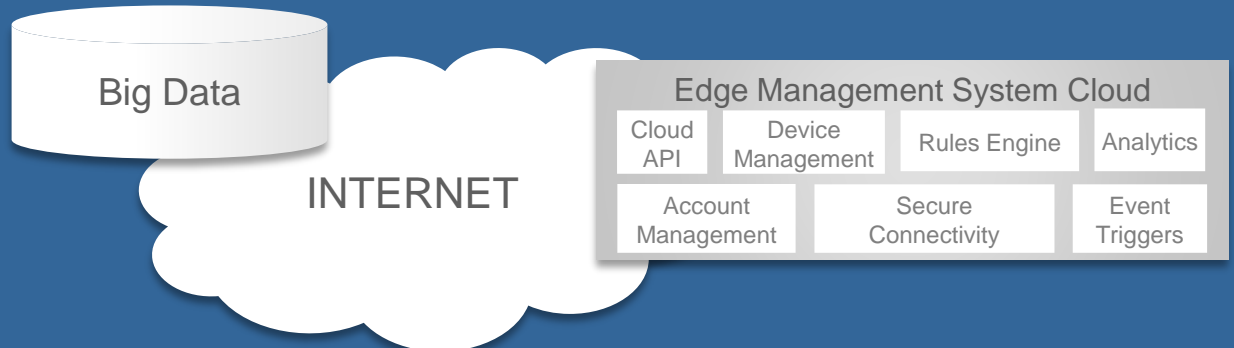 Big Data
INTERNET
Edge Management System Cloud
Cloud
API
Device
Management
Rules Engine
Analytics
Account
Management
Secure
Connectivity
Event
Triggers